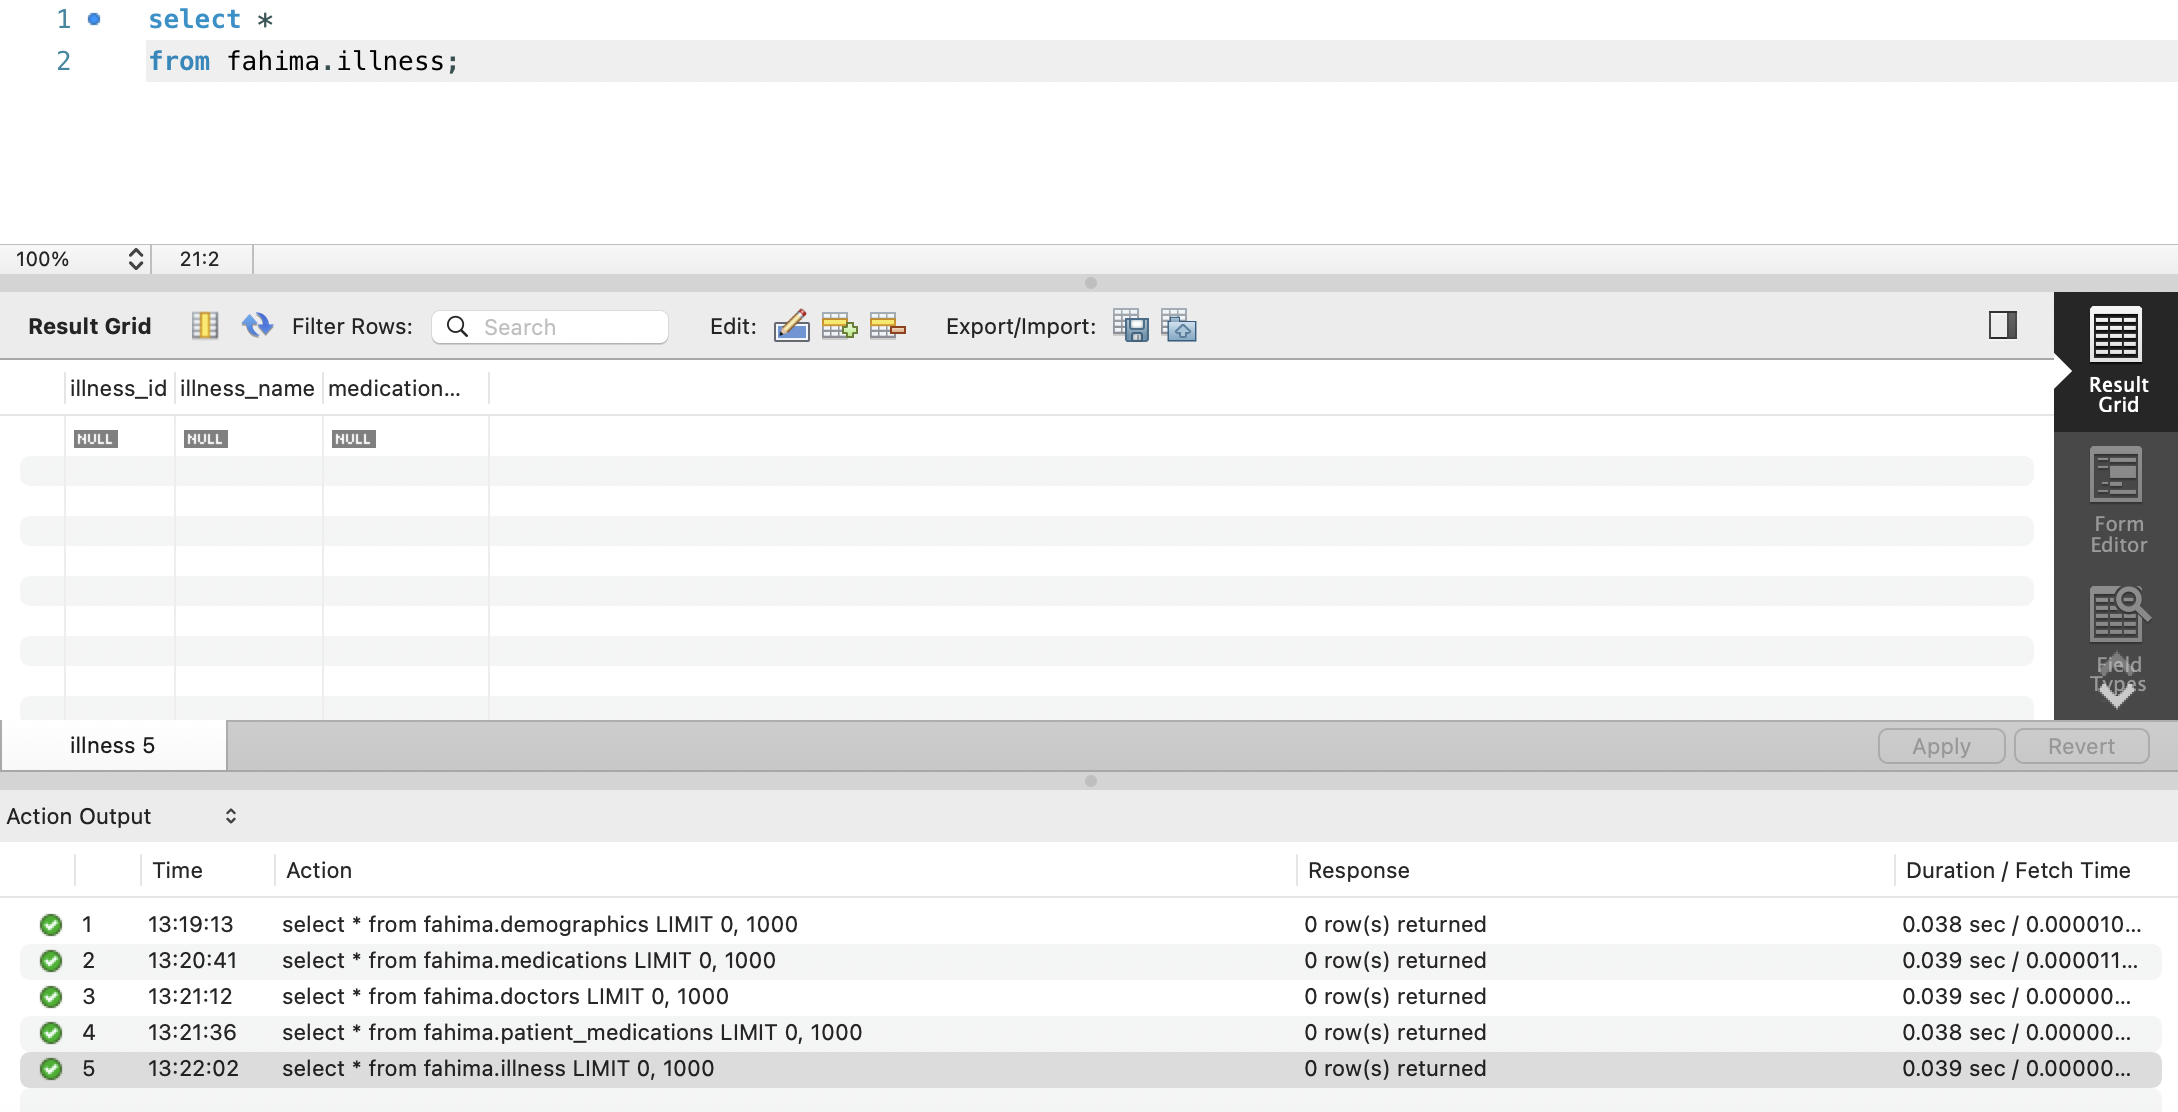 1 select *
2 from fahima.illness;
100% 21:2
Result Grid Filter Rows: Search Edit: Export/Import:
Result Grid
illness_id illness_name medication...
NULL NULL NULL
Form Editor
Field Types
illness 5 Apply Revert
Action Output
Time Action Response Duration / Fetch Time
1 13:19:13 select * from fahima.demographics LIMIT 0, 1000 0 row(s) returned 0.038 sec / 0.000010...
2 13:20:41 select * from fahima.medications LIMIT 0, 1000 0 row(s) returned 0.039 sec / 0.000011...
3 13:21:12 select * from fahima.doctors LIMIT 0, 1000 0 row(s) returned 0.039 sec / 0.00000...
4 13:21:36 select * from fahima.patient_medications LIMIT 0, 1000 0 row(s) returned 0.038 sec / 0.00000...
5 13:22:02 select * from fahima.illness LIMIT 0, 1000 0 row(s) returned 0.039 sec / 0.00000...